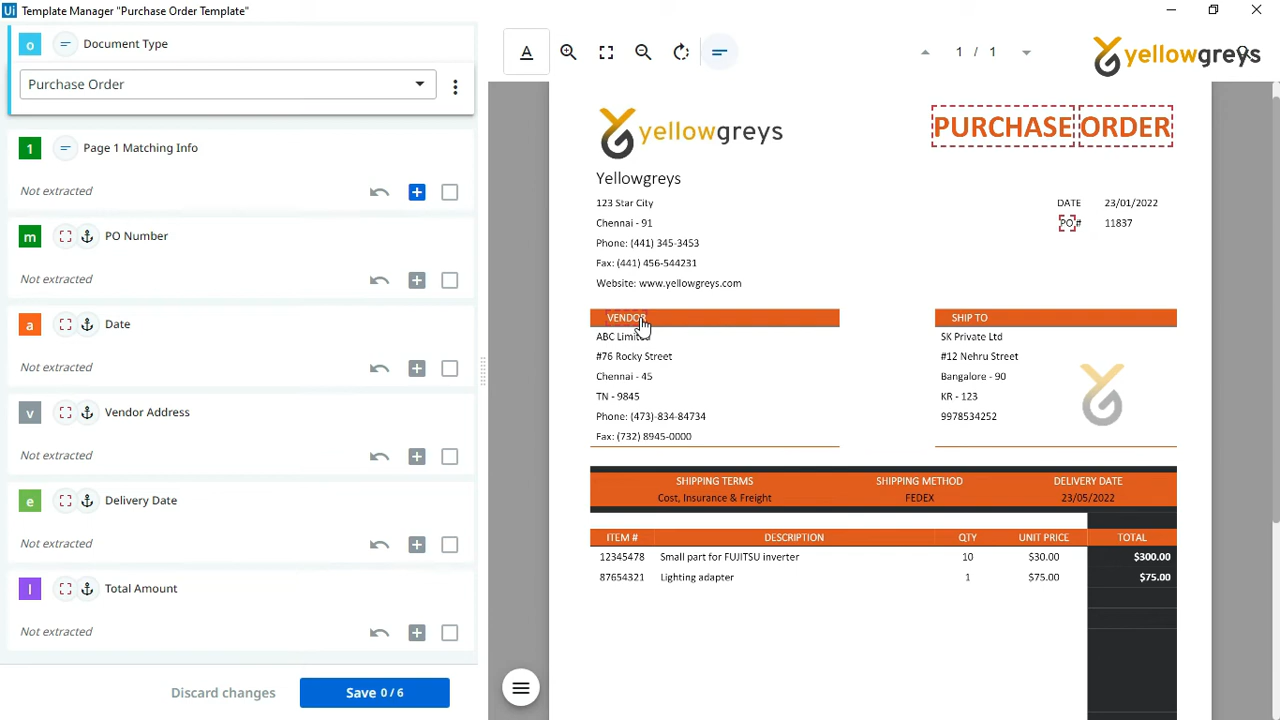 Ui Template Manager "Purchase Order Template"
o Document Type
Purchase Order
1 Page 1 Matching Info
Not extracted
m PO Number
Not extracted
a Date
Not extracted
v Vendor Address
Not extracted
e Delivery Date
Not extracted
l Total Amount
Not extracted
Discard changes
Save 0 / 6
A
1 / 1
yellowgreys
yellowgreys
PURCHASE ORDER
Yellowgreys
123 Star City
Chennai - 91
Phone: (441) 345-3453
Fax: (441) 456-544231
Website: www.yellowgreys.com
DATE 23/01/2022
PO # 11837
VENDOR
ABC Limited
#76 Rocky Street
Chennai - 45
TN - 9845
Phone: (473)-834-84734
Fax: (732) 8945-0000
SHIP TO
SK Private Ltd
#12 Nehru Street
Bangalore - 90
KR - 123
9978534252
SHIPPING TERMS SHIPPING METHOD DELIVERY DATE
Cost, Insurance & Freight FEDEX 23/05/2022
ITEM # DESCRIPTION QTY UNIT PRICE TOTAL
12345478 Small part for FUJITSU inverter 10 $30.00 $300.00
87654321 Lighting adapter 1 $75.00 $75.00